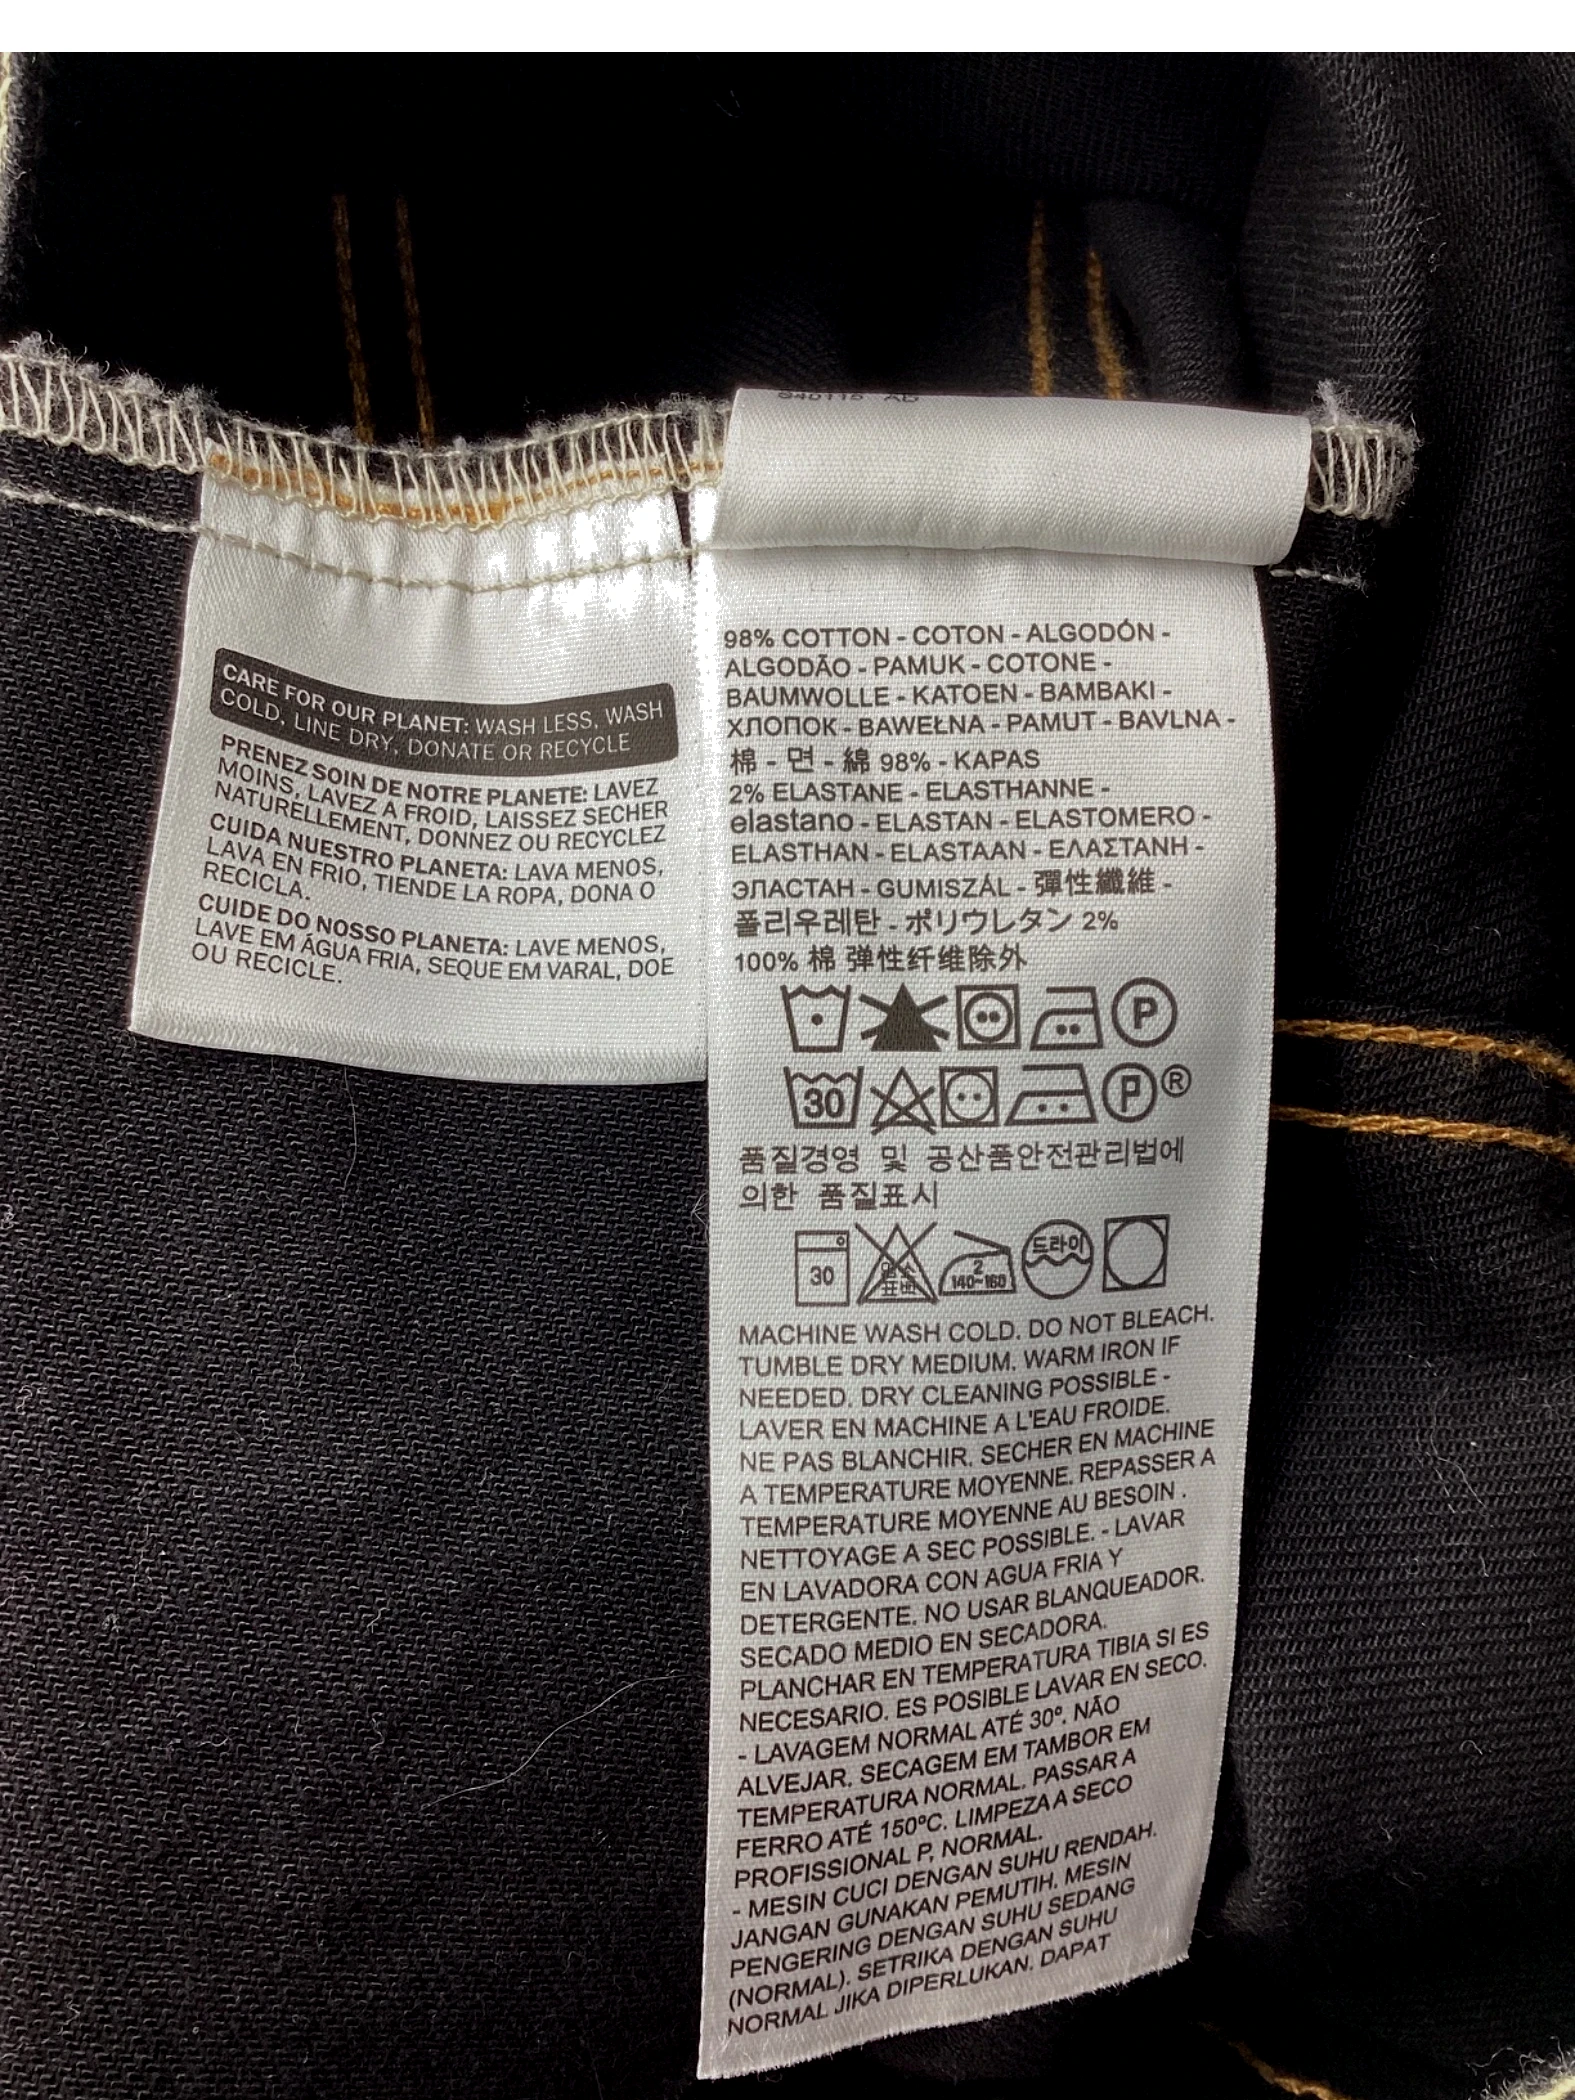 CARE FOR OUR PLANET: WASH LESS, WASH
COLD, LINE DRY, DONATE OR RECYCLE
PRENEZ SOIN DE NOTRE PLANETE: LAVEZ
MOINS, LAVEZ A FROID, LAISSEZ SECHER
NATURELLEMENT, DONNEZ OU RECYCLEZ
CUIDA NUESTRO PLANETA: LAVA MENOS,
LAVA EN FRIO, TIENDE LA ROPA, DONA O
RECICLA.
CUIDE DO NOSSO PLANETA: LAVE MENOS,
LAVE EM ÁGUA FRIA, SEQUE EM VARAL, DOE
OU RECICLE.
98% COTTON - COTON - ALGODÓN -
ALGODÃO - PAMUK - COTONE -
BAUMWOLLE - KATOEN - BAMBAKI -
ХЛОПОК - BAWEŁNA - PAMUT - BAVLNA -
棉 - 면 - 綿 98% - KAPAS
2% ELASTANE - ELASTHANNE -
elastano - ELASTAN - ELASTOMERO -
ELASTHAN - ELASTAAN - ΕΛΑΣΤΑΝΗ -
ЭЛАСТАН - GUMISZÁL - 彈性纖維 -
폴리우레탄 - ポリウレタン 2%
100% 棉 弹性纤维除外
P
30 P ®
품질경영 및 공산품안전관리법에
의한 품질표시
30 2 140~160 드라이
MACHINE WASH COLD. DO NOT BLEACH.
TUMBLE DRY MEDIUM. WARM IRON IF
NEEDED. DRY CLEANING POSSIBLE -
LAVER EN MACHINE A L'EAU FROIDE.
NE PAS BLANCHIR. SECHER EN MACHINE
A TEMPERATURE MOYENNE. REPASSER A
TEMPERATURE MOYENNE AU BESOIN .
NETTOYAGE A SEC POSSIBLE. - LAVAR
EN LAVADORA CON AGUA FRIA Y
DETERGENTE. NO USAR BLANQUEADOR.
SECADO MEDIO EN SECADORA.
PLANCHAR EN TEMPERATURA TIBIA SI ES
NECESARIO. ES POSIBLE LAVAR EN SECO.
- LAVAGEM NORMAL ATÉ 30º. NÃO
ALVEJAR. SECAGEM EM TAMBOR EM
TEMPERATURA NORMAL. PASSAR A
FERRO ATÉ 150ºC. LIMPEZA A SECO
PROFISSIONAL P, NORMAL.
- MESIN CUCI DENGAN SUHU RENDAH.
JANGAN GUNAKAN PEMUTIH. MESIN
PENGERING DENGAN SUHU SEDANG
(NORMAL). SETRIKA DENGAN SUHU
NORMAL JIKA DIPERLUKAN. DAPAT